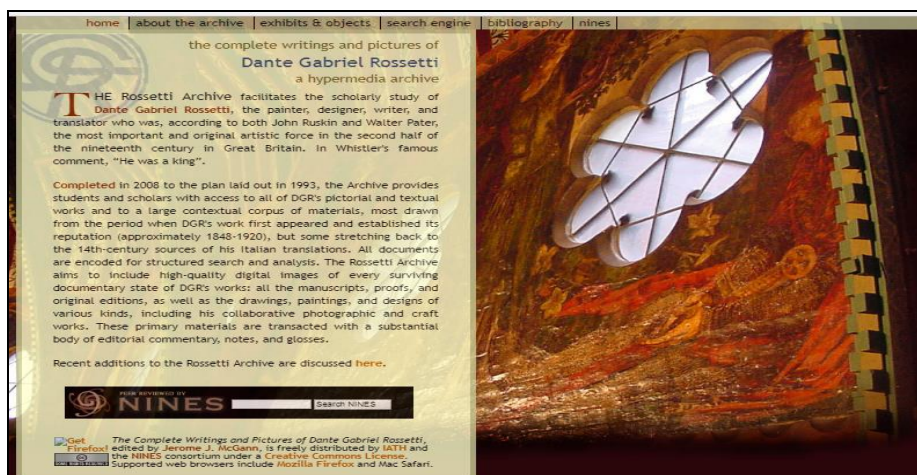 home about the archive exhibits & objects search engine bibliography nines
the complete writings and pictures of
Dante Gabriel Rossetti
a hypermedia archive
THE Rossetti Archive facilitates the scholarly study of
Dante Gabriel Rossetti, the painter, designer, writer, and
translator who was, according to both John Ruskin and Walter Pater,
the most important and original artistic force in the second half of
the nineteenth century in Great Britain. In Whistler's famous
comment, "He was a king".
Completed in 2008 to the plan laid out in 1993, the Archive provides
students and scholars with access to all of DGR's pictorial and textual
works and to a large contextual corpus of materials, most drawn
from the period when DGR's work first appeared and established its
reputation (approximately 1848-1920), but some stretching back to
the 14th-century sources of his Italian translations. All documents
are encoded for structured search and analysis. The Rossetti Archive
aims to include high-quality digital images of every surviving
documentary state of DGR's works: all the manuscripts, proofs, and
original editions, as well as the drawings, paintings, and designs of
various kinds, including his collaborative photographic and craft
works. These primary materials are transacted with a substantial
body of editorial commentary, notes, and glosses.
Recent additions to the Rossetti Archive are discussed here.
PEER REVIEWED BY
NINES Search NINES
Get The Complete Writings and Pictures of Dante Gabriel Rossetti,
Firefox! edited by Jerome J. McGann, is freely distributed by IATH and
the NINES consortium under a Creative Commons License.
Supported web browsers include Mozilla Firefox and Mac Safari.